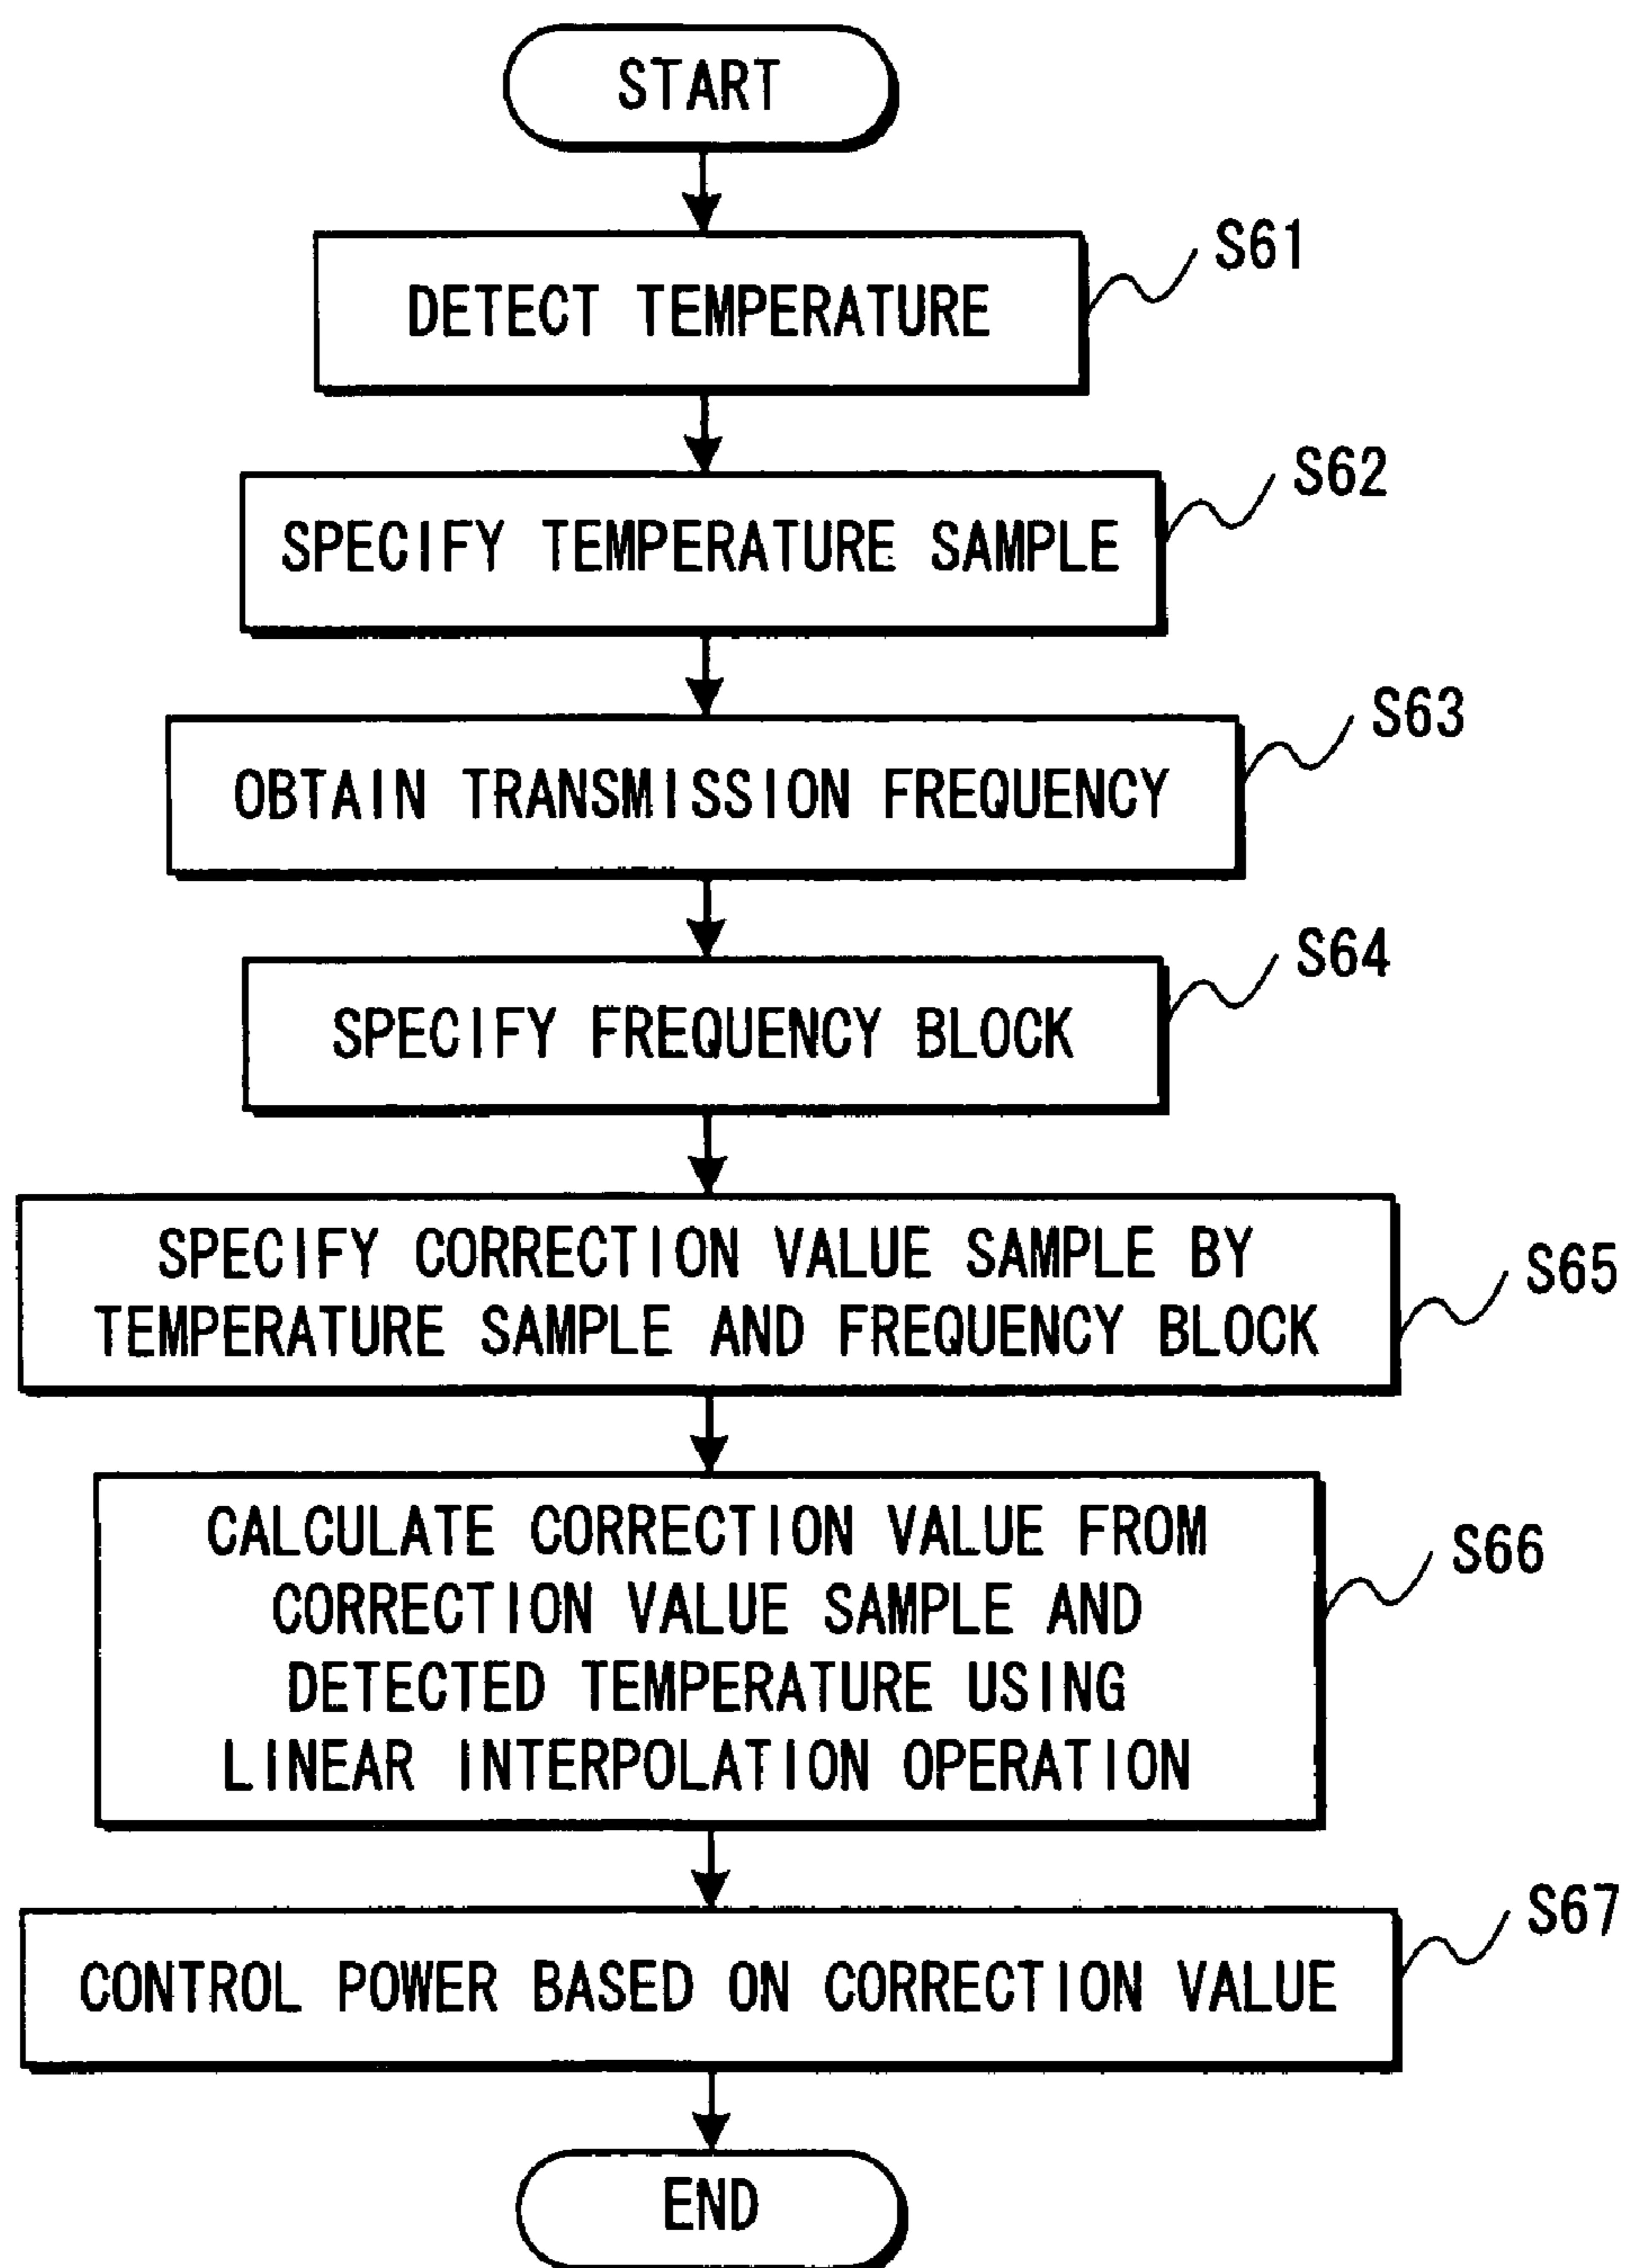 START
DETECT TEMPERATURE
S61
SPECIFY TEMPERATURE SAMPLE
S62
OBTAIN TRANSMISSION FREQUENCY
S63
SPECIFY FREQUENCY BLOCK
S64
SPECIFY CORRECTION VALUE SAMPLE BY
TEMPERATURE SAMPLE AND FREQUENCY BLOCK
S65
CALCULATE CORRECTION VALUE FROM
CORRECTION VALUE SAMPLE AND
DETECTED TEMPERATURE USING
LINEAR INTERPOLATION OPERATION
S66
CONTROL POWER BASED ON CORRECTION VALUE
S67
END